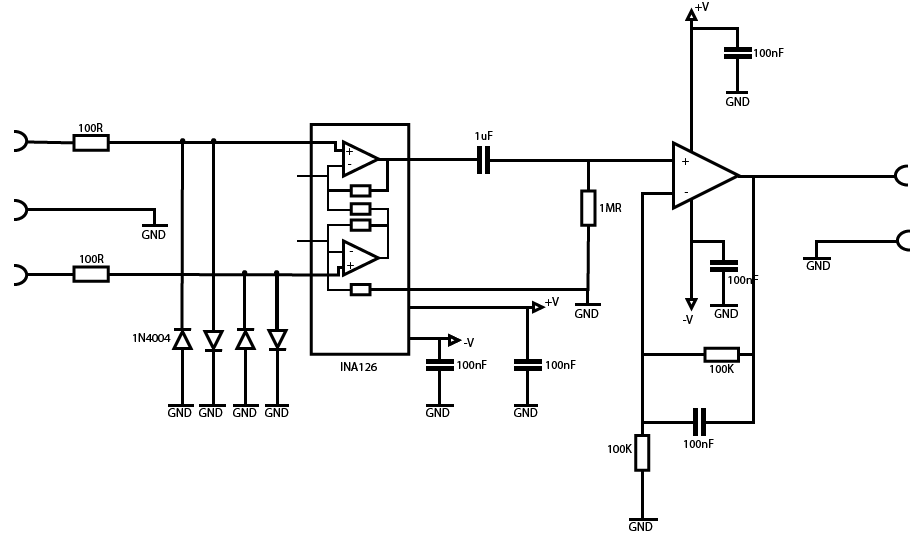 +V
100nF
GND
100R
1uF
+
-
+
-
1MR
GND
-
+
100R
GND
100nF
GND
+V
GND
-V
1N4004
-V
100nF
100nF
INA126
100K
GND GND GND GND
GND
GND
100nF
100K
GND